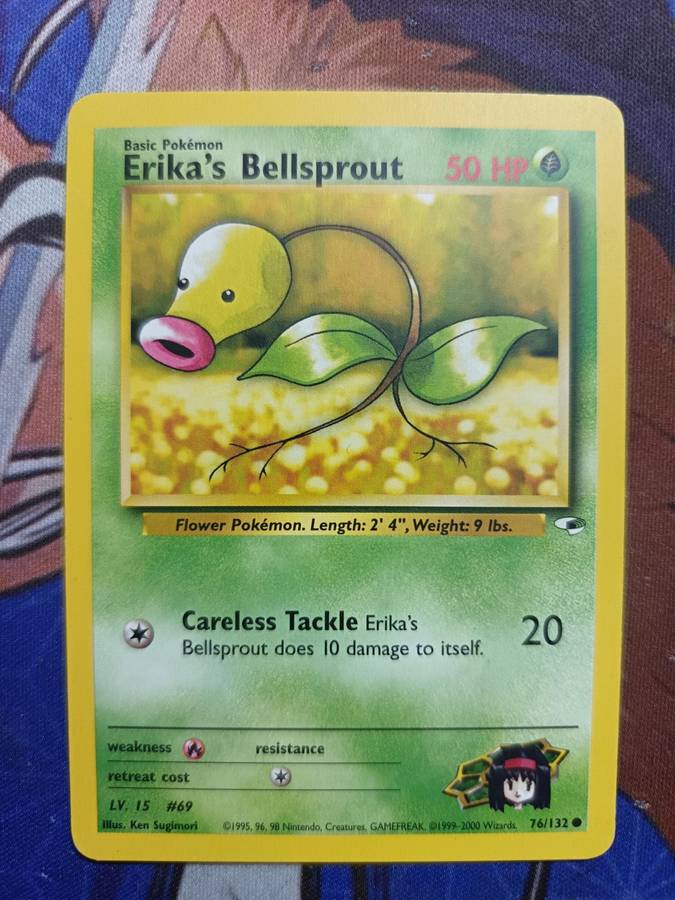 Basic Pokémon
Erika's Bellsprout 50 HP
Flower Pokémon. Length: 2' 4", Weight: 9 lbs.
Careless Tackle Erika's 20
Bellsprout does 10 damage to itself.
weakness resistance
retreat cost
LV. 15 #69
Illus. Ken Sugimori ©1995, 96, 98 Nintendo, Creatures, GAMEFREAK. ©1999-2000 Wizards. 76/132